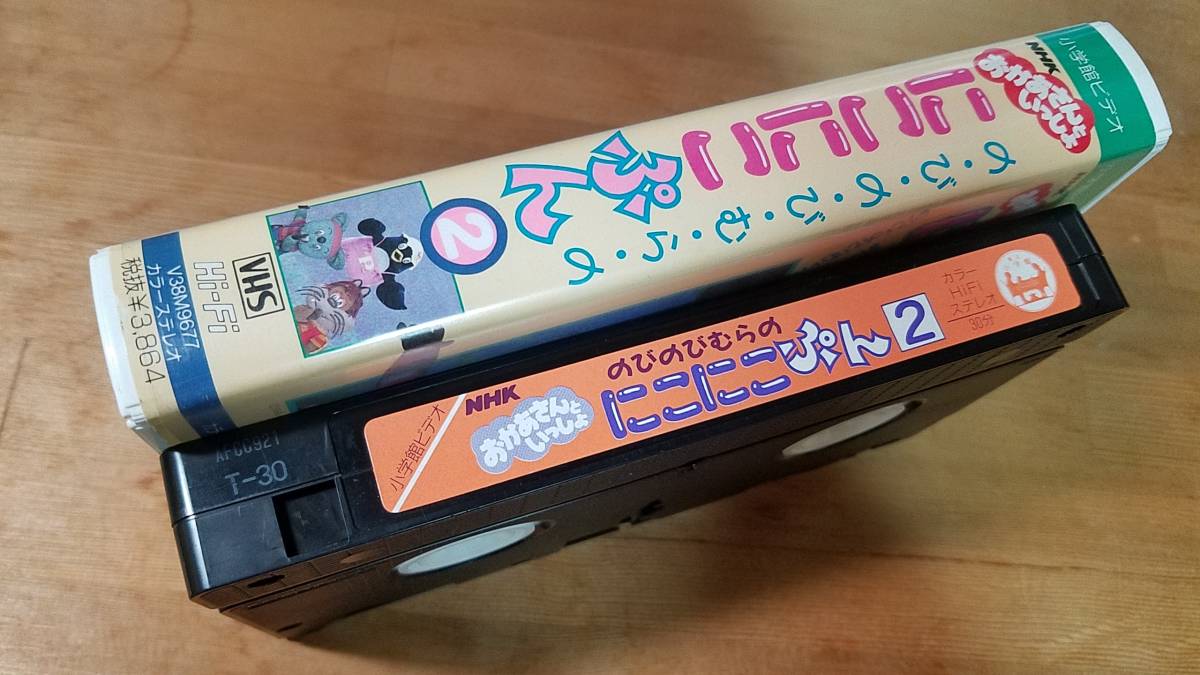 小学館ビデオ
NHK
おかあさんと
いっしょ
の・び・の・び・む・ら・の
にこにこ
ぷん
2
VHS
Hi-Fi
V38M9677
カラーステレオ
税抜¥3,864
小学館ビデオ
NHK
おかあさんと
いっしょ
のびのびむらの
にこにこぷん2
カラー
HiFi
ステレオ
30分
AFCC921
T-30